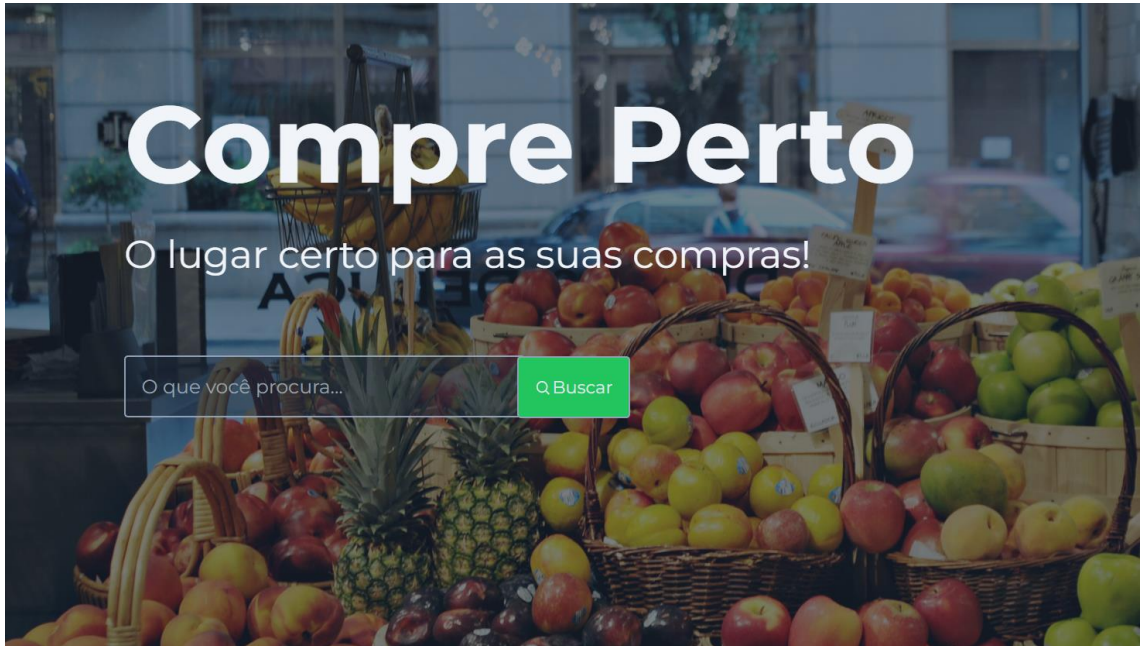 Compre Perto
O lugar certo para as suas compras!
O que você procura...
Buscar